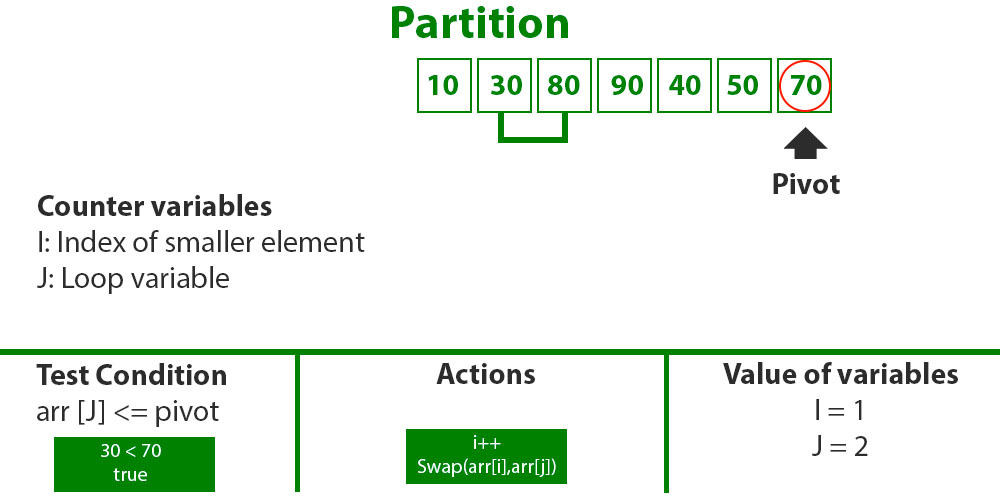 Partition
10 30 80 90 40 50 70
Pivot
Counter variables
I: Index of smaller element
J: Loop variable
Test Condition
arr [J] <= pivot
30 < 70
true
Actions
i++
Swap(arr[i],arr[j])
Value of variables
I = 1
J = 2